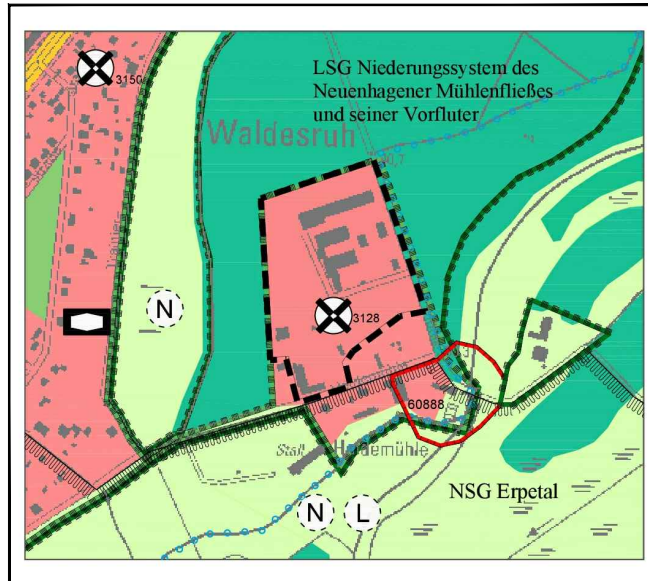 LSG Niederungssystem des
Neuenhagener Mühlenfließes
und seiner Vorfluter
3150
Waldesruh
N
3128
60888
Stall
Heidemühle
N
L
NSG Erpetal